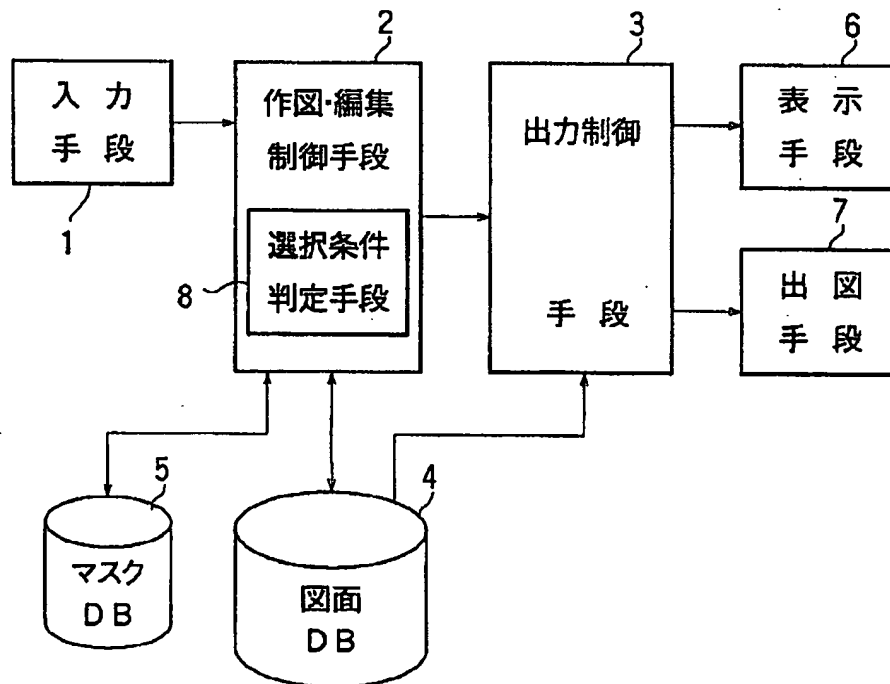 2
3
6
入 力
手 段
1
作図・編集
制御手段
選択条件
判定手段
8
出力制御
手 段
表 示
手 段
7
出 図
手 段
5
マスク
D B
4
図面
D B